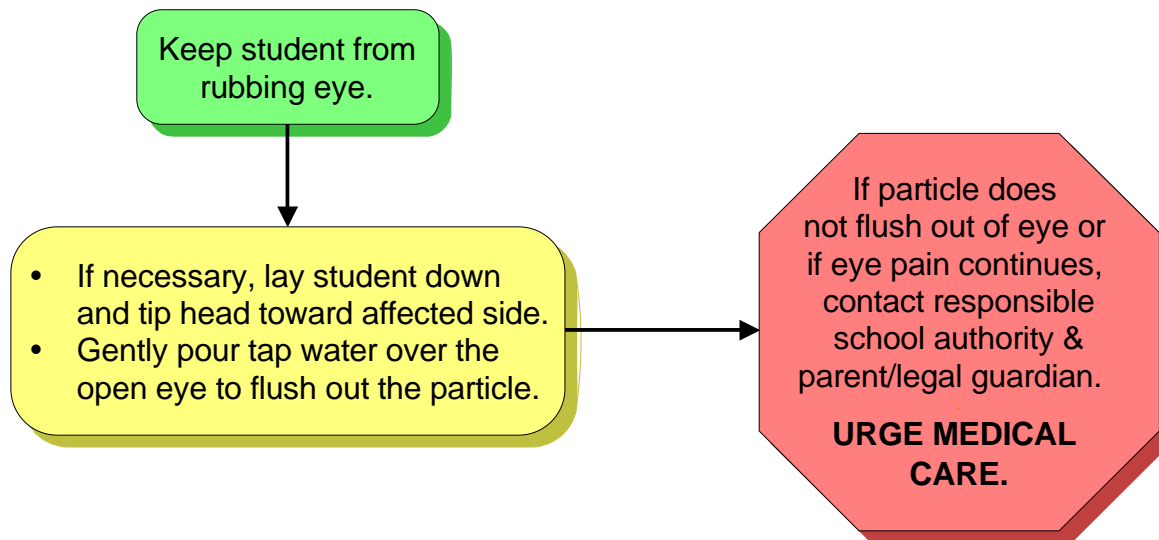 Keep student from
rubbing eye.
• If necessary, lay student down
and tip head toward affected side.
• Gently pour tap water over the
open eye to flush out the particle.
If particle does
not flush out of eye or
if eye pain continues,
contact responsible
school authority &
parent/legal guardian.
URGE MEDICAL
CARE.